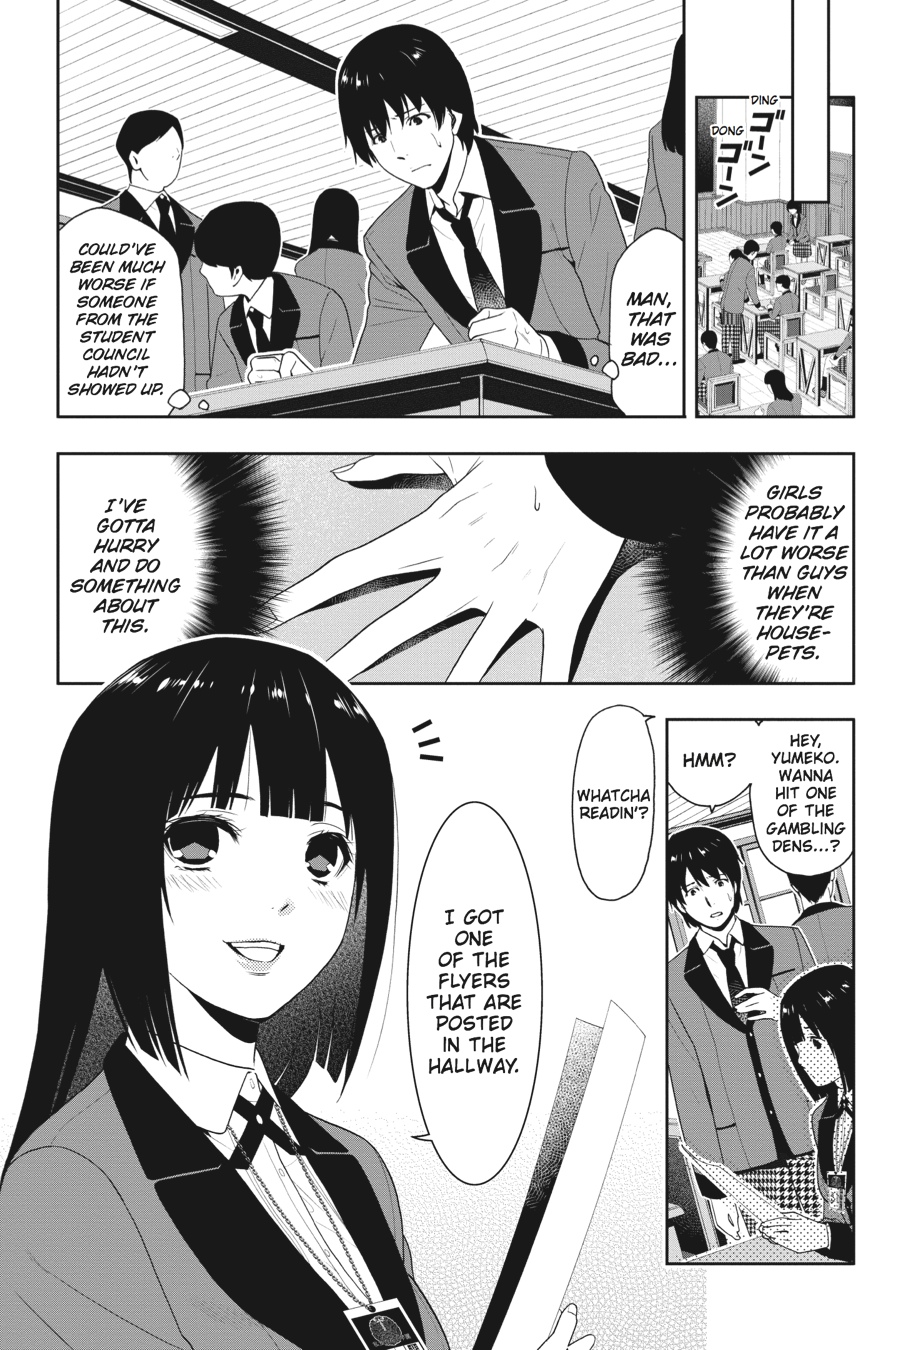 DING
ゴーン
DONG
ゴーン
MAN,
THAT
WAS
BAD...
COULD'VE
BEEN MUCH
WORSE IF
SOMEONE
FROM THE
STUDENT
COUNCIL
HADN'T
SHOWED UP.
GIRLS
PROBABLY
HAVE IT A
LOT WORSE
THAN GUYS
WHEN
THEY'RE
HOUSE-
PETS.
I'VE
GOTTA
HURRY
AND DO
SOMETHING
ABOUT
THIS.
HEY,
YUMEKO.
WANNA
HIT ONE
OF THE
GAMBLING
DENS...?
HMM?
WHATCHA
READIN'?
I GOT
ONE
OF THE
FLYERS
THAT ARE
POSTED
IN THE
HALLWAY.